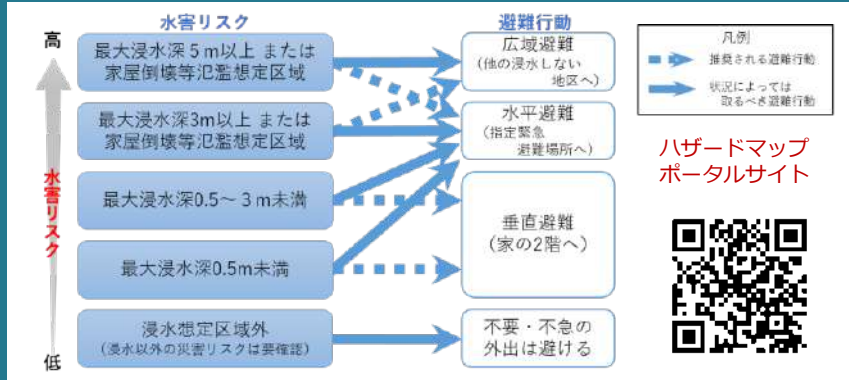 水害リスク
避難行動
高
水害リスク
低
最大浸水深5m以上 または
家屋倒壊等氾濫想定区域
最大浸水深3m以上 または
家屋倒壊等氾濫想定区域
最大浸水深0.5～3m未満
最大浸水深0.5m未満
浸水想定区域外
(浸水以外の災害リスクは要確認)
広域避難
(他の浸水しない
地区へ)
水平避難
(指定緊急
避難場所へ)
垂直避難
(家の2階へ)
不要・不急の
外出は避ける
凡例
推奨される避難行動
状況によっては
取るべき避難行動
ハザードマップ
ポータルサイト